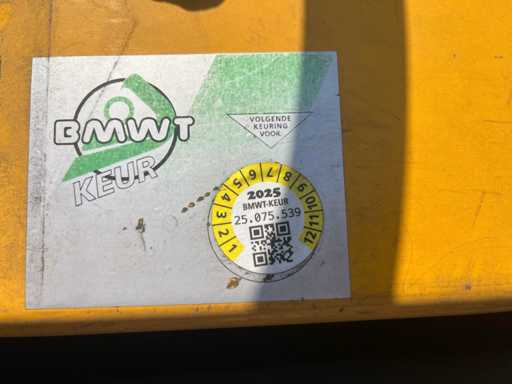 BMWT
KEUR
VOLGENDE
KEURING
VOOR
1 2 3 4 5 6 7 8 9 10 11 12
2025
BMWT-KEUR
25.075.539